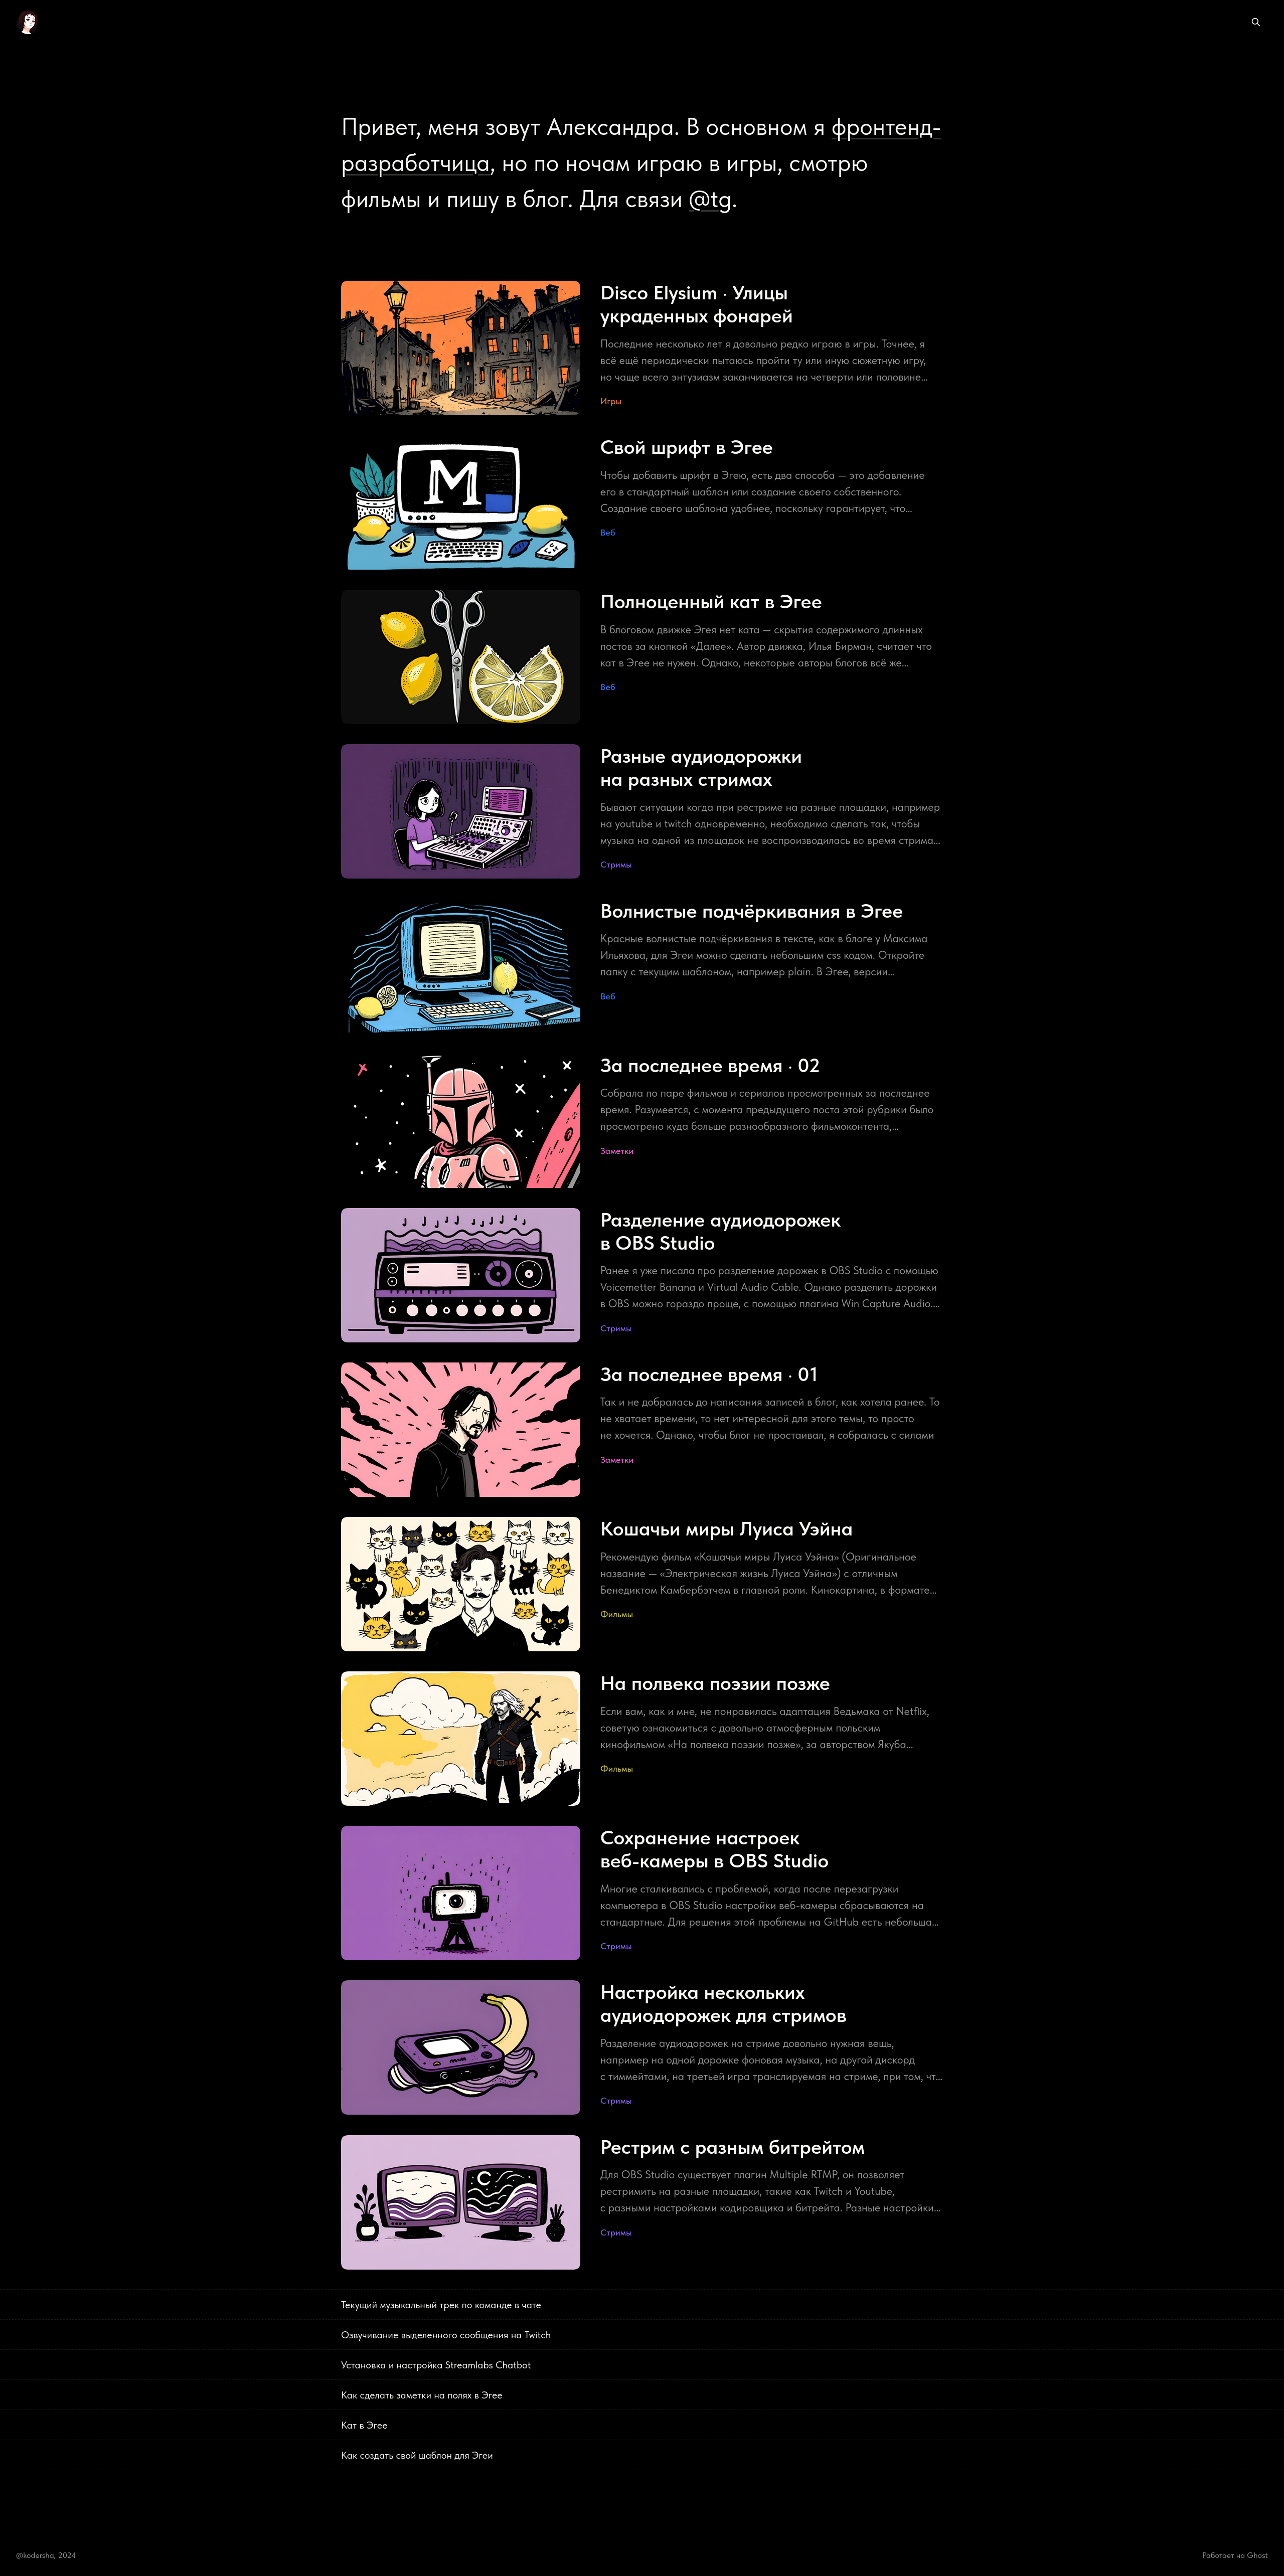 Привет, меня зовут Александра. В основном я фронтенд-
разработчица, но по ночам играю в игры, смотрю
фильмы и пишу в блог. Для связи @tg.
Disco Elysium · Улицы
украденных фонарей
Последние несколько лет я довольно редко играю в игры. Точнее, я
всё ещё периодически пытаюсь пройти ту или иную сюжетную игру,
но чаще всего энтузиазм заканчивается на четверти или половине...
Игры
M
Свой шрифт в Эгее
Чтобы добавить шрифт в Эгею, есть два способа — это добавление
его в стандартный шаблон или создание своего собственного.
Создание своего шаблона удобнее, поскольку гарантирует, что...
Веб
Полноценный кат в Эгее
В блоговом движке Эгея нет ката — скрытия содержимого длинных
постов за кнопкой «Далее». Автор движка, Илья Бирман, считает что
кат в Эгее не нужен. Однако, некоторые авторы блогов всё же...
Веб
Разные аудиодорожки
на разных стримах
Бывают ситуации когда при рестриме на разные площадки, например
на youtube и twitch одновременно, необходимо сделать так, чтобы
музыка на одной из площадок не воспроизводилась во время стрима...
Стримы
Волнистые подчёркивания в Эгее
Красные волнистые подчёркивания в тексте, как в блоге у Максима
Ильяхова, для Эгеи можно сделать небольшим css кодом. Откройте
папку с текущим шаблоном, например plain. В Эгее, версии...
Веб
За последнее время · 02
Собрала по паре фильмов и сериалов просмотренных за последнее
время. Разумеется, с момента предыдущего поста этой рубрики было
просмотрено куда больше разнообразного фильмоконтента,...
Заметки
Разделение аудиодорожек
в OBS Studio
Ранее я уже писала про разделение дорожек в OBS Studio с помощью
Voicemetter Banana и Virtual Audio Cable. Однако разделить дорожки
в OBS можно гораздо проще, с помощью плагина Win Capture Audio....
Стримы
За последнее время · 01
Так и не добралась до написания записей в блог, как хотела ранее. То
не хватает времени, то нет интересной для этого темы, то просто
не хочется. Однако, чтобы блог не простаивал, я собралась с силами
Заметки
Кошачьи миры Луиса Уэйна
Рекомендую фильм «Кошачьи миры Луиса Уэйна» (Оригинальное
название — «Электрическая жизнь Луиса Уэйна») с отличным
Бенедиктом Камбербэтчем в главной роли. Кинокартина, в формате...
Фильмы
На полвека поэзии позже
Если вам, как и мне, не понравилась адаптация Ведьмака от Netflix,
советую ознакомиться с довольно атмосферным польским
кинофильмом «На полвека поэзии позже», за авторством Якуба...
Фильмы
Сохранение настроек
веб-камеры в OBS Studio
Многие сталкивались с проблемой, когда после перезагрузки
компьютера в OBS Studio настройки веб-камеры сбрасываются на
стандартные. Для решения этой проблемы на GitHub есть небольша...
Стримы
Настройка нескольких
аудиодорожек для стримов
Разделение аудиодорожек на стриме довольно нужная вещь,
например на одной дорожке фоновая музыка, на другой дискорд
с тиммейтами, на третьей игра транслируемая на стриме, при том, чт...
Стримы
Рестрим с разным битрейтом
Для OBS Studio существует плагин Multiple RTMP, он позволяет
рестримить на разные площадки, такие как Twitch и Youtube,
с разными настройками кодировщика и битрейта. Разные настройки...
Стримы
Текущий музыкальный трек по команде в чате
Озвучивание выделенного сообщения на Twitch
Установка и настройка Streamlabs Chatbot
Как сделать заметки на полях в Эгее
Кат в Эгее
Как создать свой шаблон для Эгеи
@kodersha, 2024
Работает на Ghost